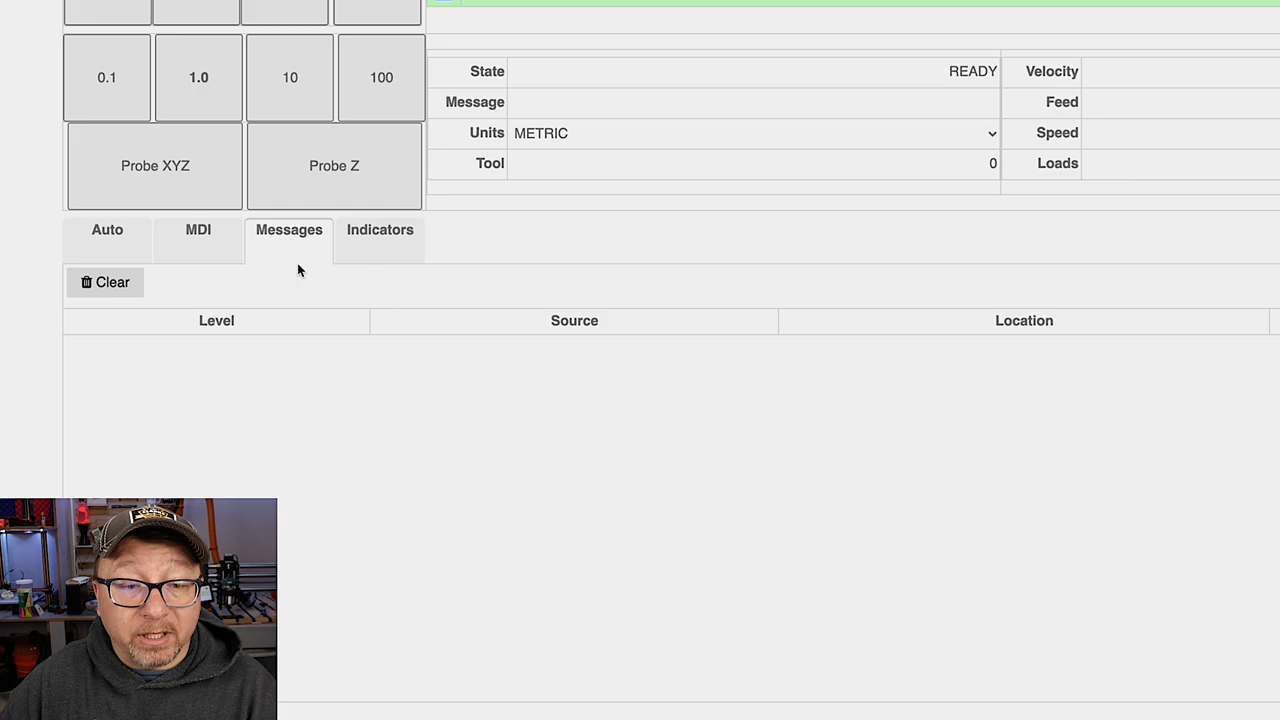 0.1 1.0 10 100
Probe XYZ Probe Z
State READY Velocity
Message Feed
Units METRIC Speed
Tool 0 Loads
Auto MDI Messages Indicators
Clear
Level Source Location